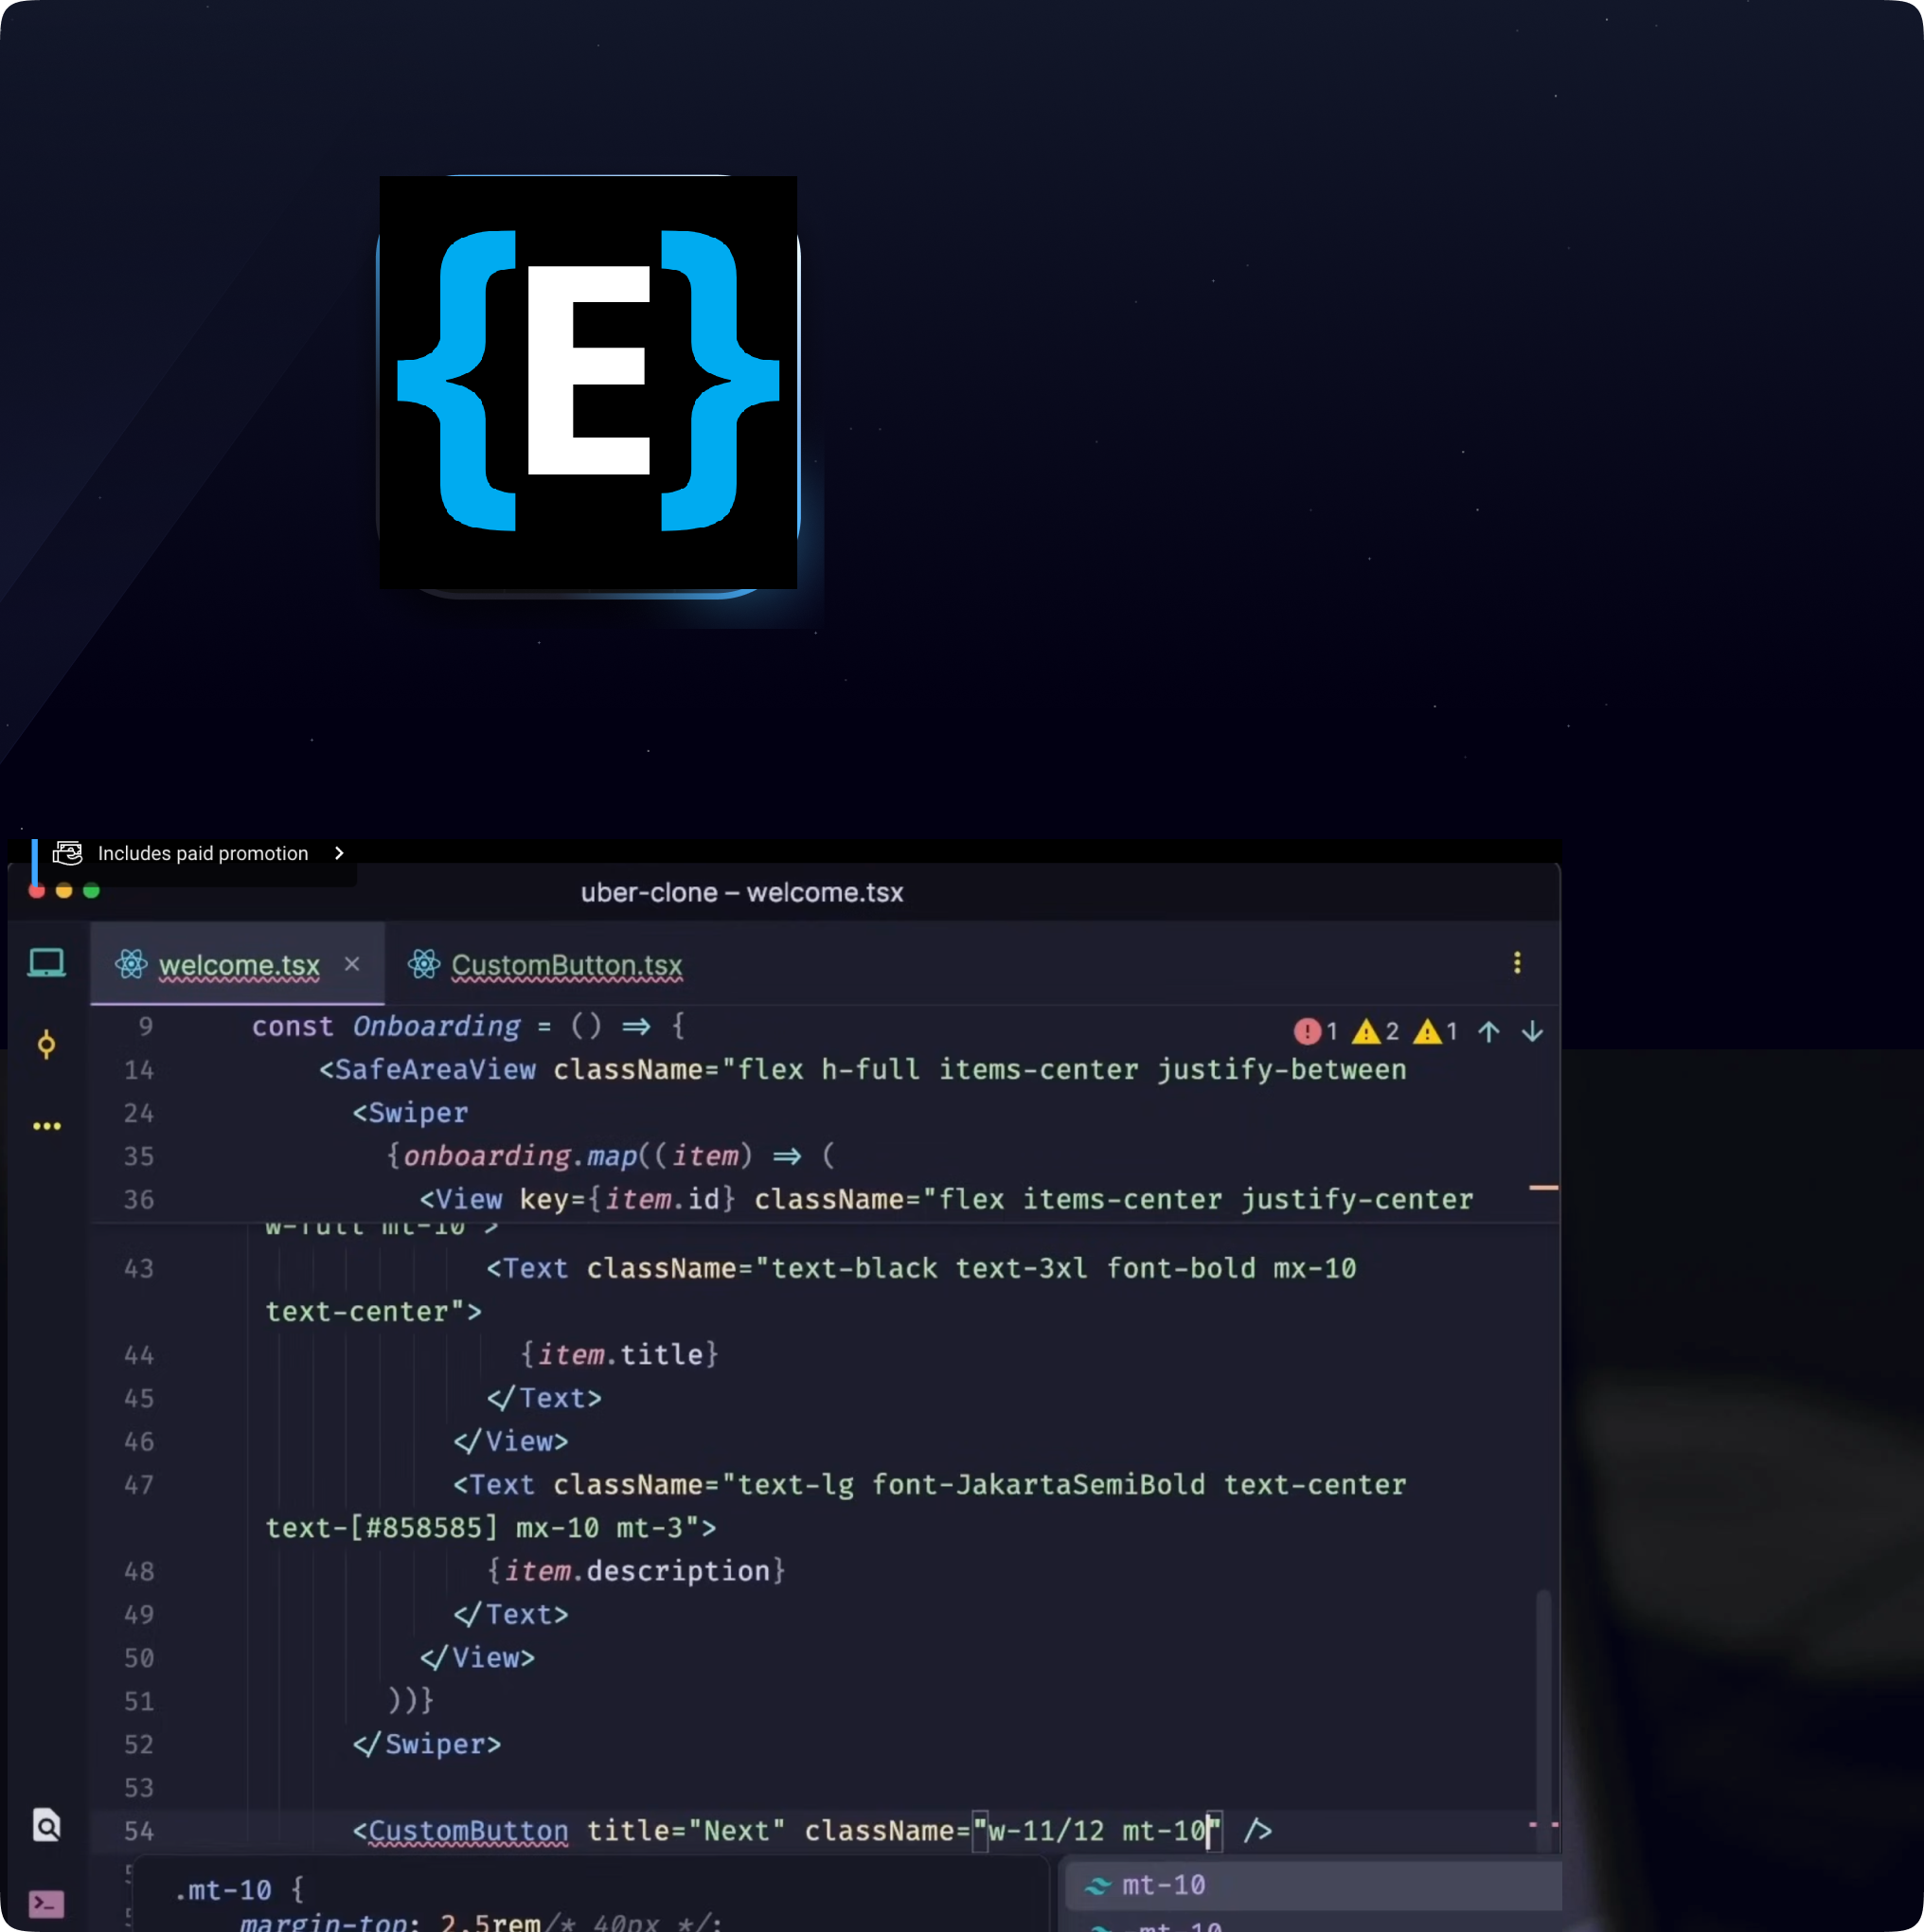 {E}
Includes paid promotion
uber-clone – welcome.tsx
welcome.tsx × CustomButton.tsx
9 const Onboarding = () => {
1 2 1
14 <SafeAreaView className="flex h-full items-center justify-between
24 <Swiper
35 {onboarding.map((item) => (
36 <View key={item.id} className="flex items-center justify-center
w-full mt-10">
43 <Text className="text-black text-3xl font-bold mx-10
text-center">
44 {item.title}
45 </Text>
46 </View>
47 <Text className="text-lg font-JakartaSemiBold text-center
text-[#858585] mx-10 mt-3">
48 {item.description}
49 </Text>
50 </View>
51 ))}
52 </Swiper>
53
54 <CustomButton title="Next" className="w-11/12 mt-10" />
.mt-10 {
margin-top: 2.5rem/* 40px */;
mt-10
-mt-10